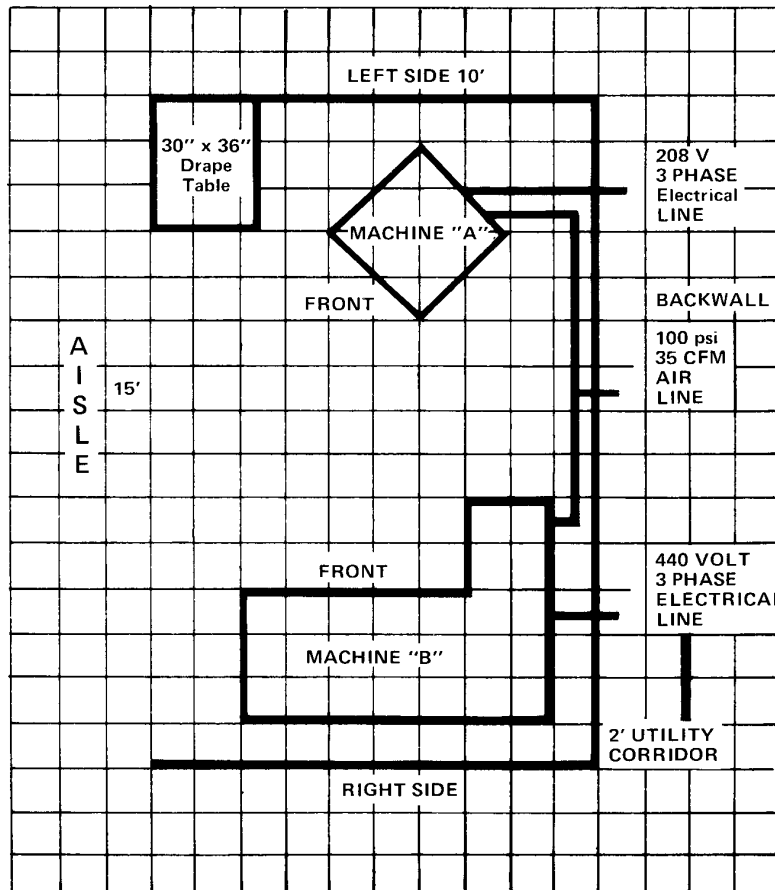 LEFT SIDE 10'
30" x 36"
Drape
Table
208 V
3 PHASE
Electrical
LINE
MACHINE "A"
FRONT
BACKWALL
AISLE
15'
100 psi
35 CFM
AIR
LINE
FRONT
440 VOLT
3 PHASE
ELECTRICAL
LINE
MACHINE "B"
2' UTILITY
CORRIDOR
RIGHT SIDE